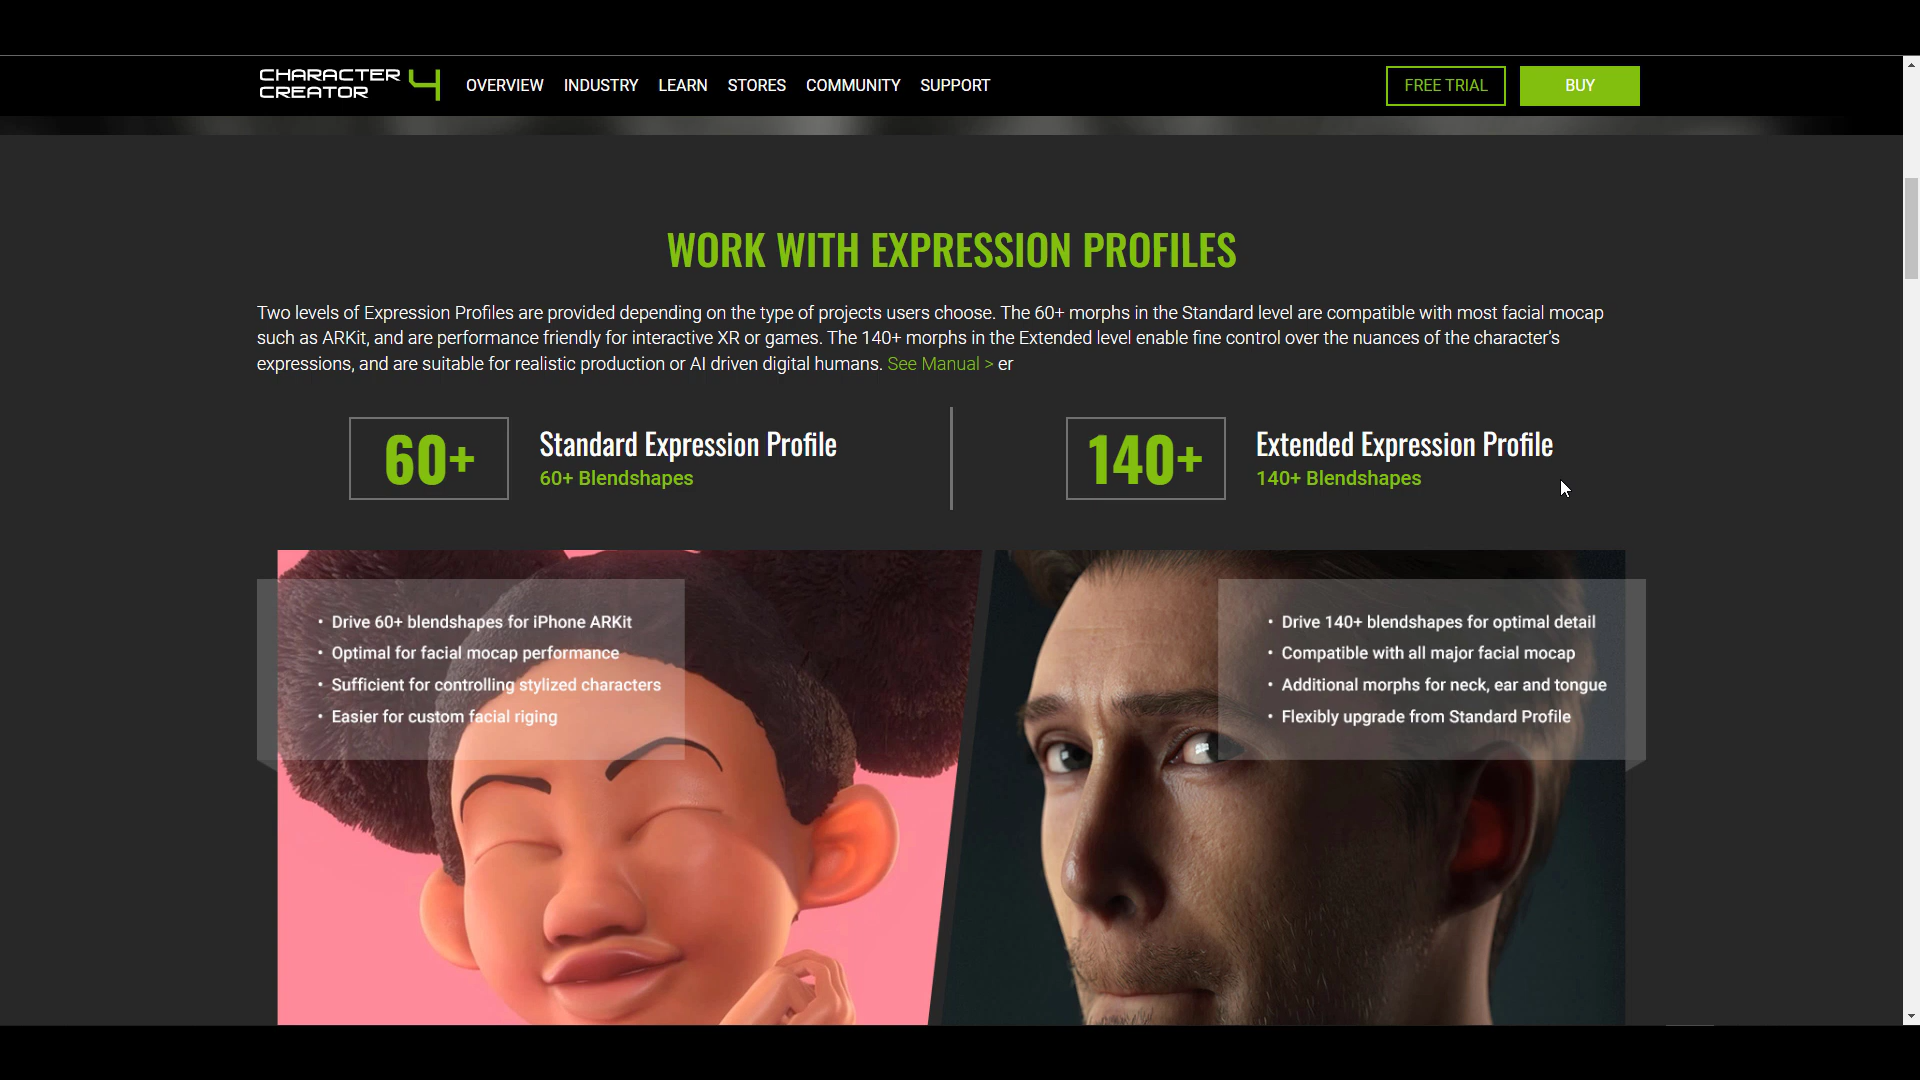 CHARACTER
CREATOR 4
OVERVIEW INDUSTRY LEARN STORES COMMUNITY SUPPORT
FREE TRIAL
BUY
WORK WITH EXPRESSION PROFILES
Two levels of Expression Profiles are provided depending on the type of projects users choose. The 60+ morphs in the Standard level are compatible with most facial mocap
such as ARKit, and are performance friendly for interactive XR or games. The 140+ morphs in the Extended level enable fine control over the nuances of the character's
expressions, and are suitable for realistic production or AI driven digital humans. See Manual > er
60+
Standard Expression Profile
60+ Blendshapes
140+
Extended Expression Profile
140+ Blendshapes
• Drive 60+ blendshapes for iPhone ARKit
• Optimal for facial mocap performance
• Sufficient for controlling stylized characters
• Easier for custom facial riging
• Drive 140+ blendshapes for optimal detail
• Compatible with all major facial mocap
• Additional morphs for neck, ear and tongue
• Flexibly upgrade from Standard Profile